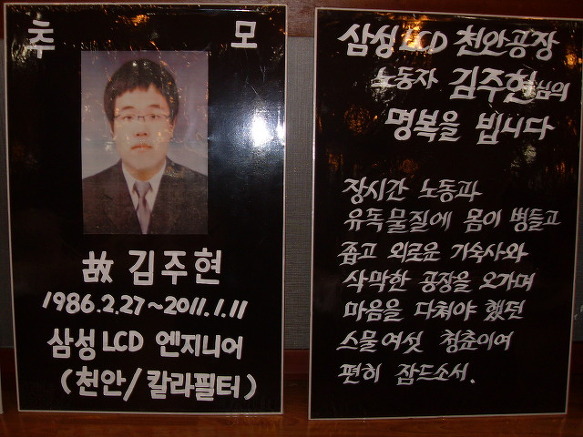 추 모
故 김주현
1986.2.27~2011.1.11
삼성 LCD 엔지니어
(천안/칼라필터)
삼성LCD 천안공장
노동자 김주현님의
명복을 빕니다
장시간 노동과
유독물질에 몸이 병들고
좁고 외로운 기숙사와
삭막한 공장을 오가며
마음을 다쳐야 했던
스물여섯 청춘이여
편히 잠드소서.